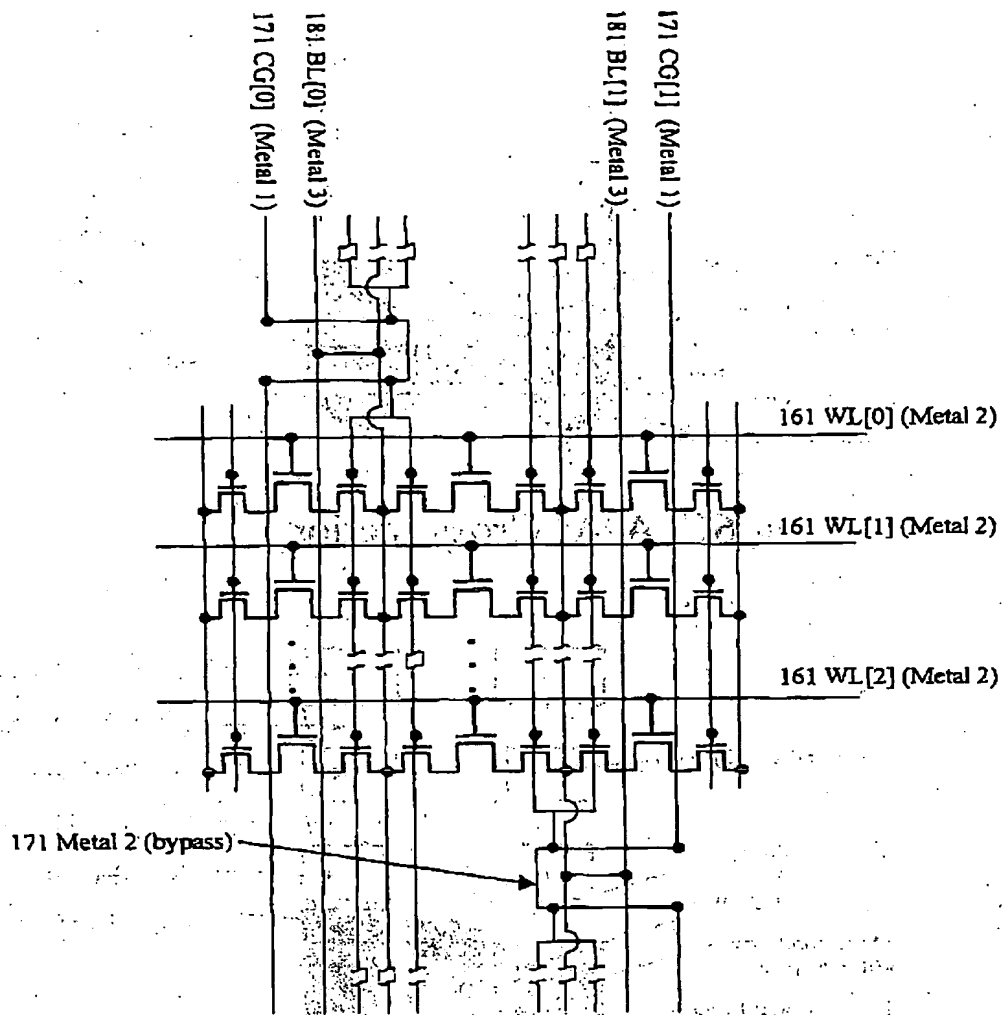 171 CG[0] (Metal 1)
181 BL[0] (Metal 3)
181 BL[1] (Metal 3)
171 CG[1] (Metal 1)
161 WL[0] (Metal 2)
161 WL[1] (Metal 2)
161 WL[2] (Metal 2)
171 Metal 2 (bypass)